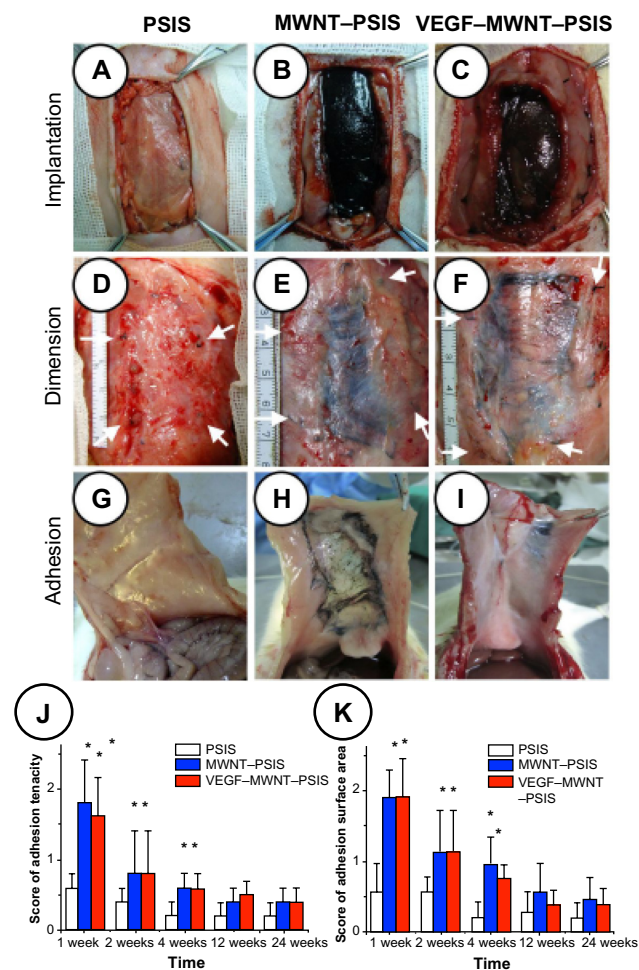 PSIS MWNT–PSIS VEGF–MWNT–PSIS
Implantation
A
B
C
Dimension
D
E
F
Adhesion
G
H
I
J
PSIS
MWNT–PSIS
VEGF–MWNT–PSIS
* * *
* *
* *
Score of adhesion tenacity
2
1
0
1 week 2 weeks 4 weeks 12 weeks 24 weeks
Time
K
PSIS
MWNT–PSIS
VEGF–MWNT
–PSIS
* *
* *
*
*
Score of adhesion surface area
2
1
0
1 week 2 weeks 4 weeks 12 weeks 24 weeks
Time